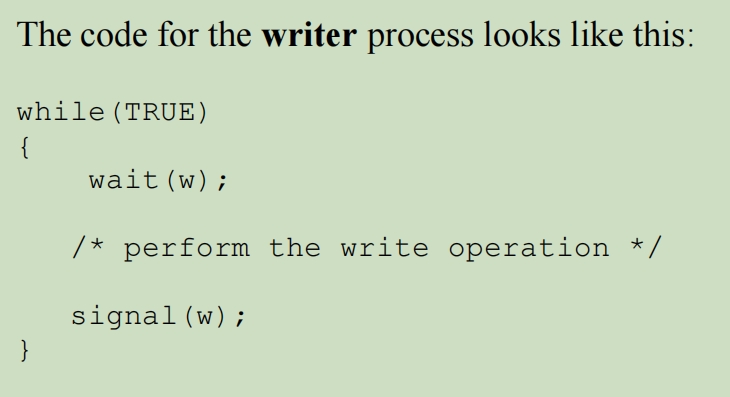 The code for the writer process looks like this:
while(TRUE)
{
wait(w);
/* perform the write operation */
signal(w);
}